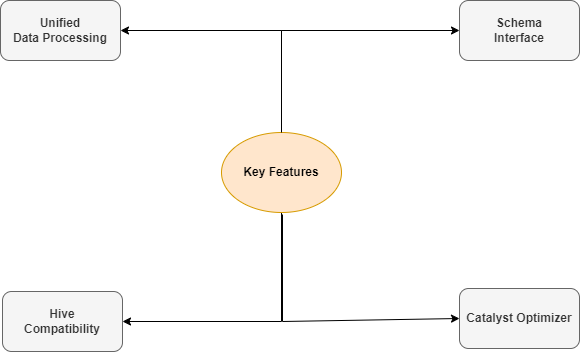 Unified
Data Processing
Schema
Interface
Key Features
Hive
Compatibility
Catalyst Optimizer